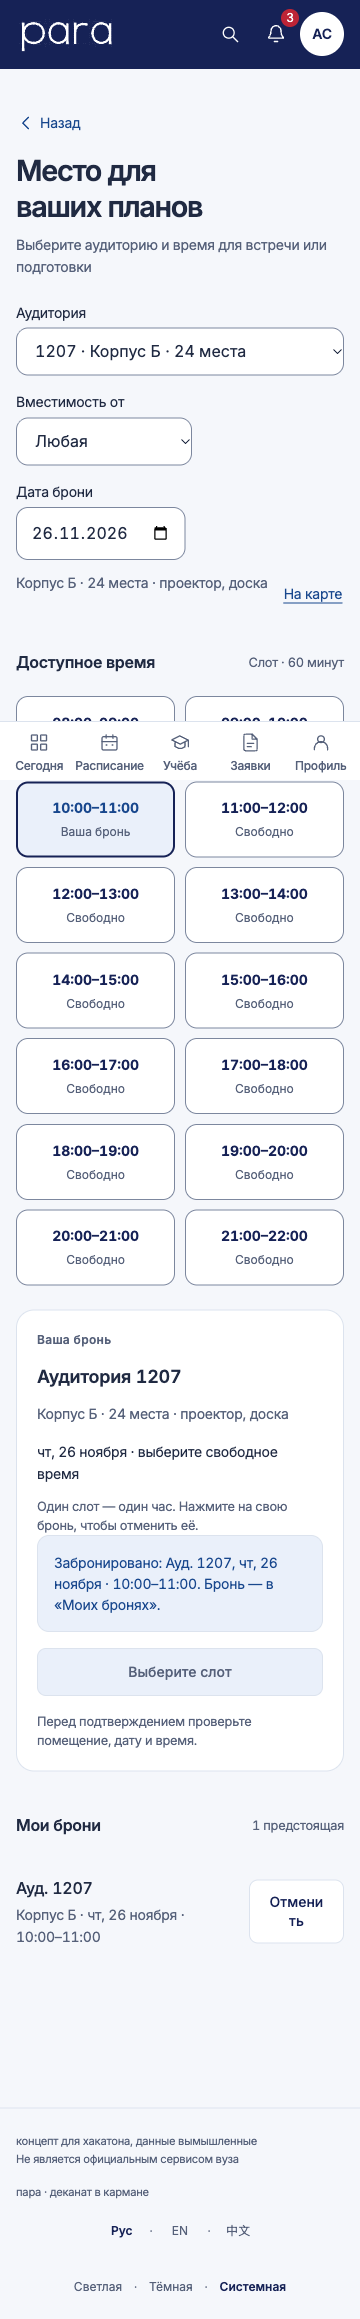 para
3
АС
Назад
Место для
ваших планов
Выберите аудиторию и время для встречи или
подготовки
Аудитория
1207 · Корпус Б · 24 места
Вместимость от
Любая
Дата брони
26.11.2026
Корпус Б · 24 места · проектор, доска
На карте
Доступное время
Слот · 60 минут
Сегодня
Расписание
Учёба
Заявки
Профиль
10:00–11:00
Ваша бронь
11:00–12:00
Свободно
12:00–13:00
Свободно
13:00–14:00
Свободно
14:00–15:00
Свободно
15:00–16:00
Свободно
16:00–17:00
Свободно
17:00–18:00
Свободно
18:00–19:00
Свободно
19:00–20:00
Свободно
20:00–21:00
Свободно
21:00–22:00
Свободно
Ваша бронь
Аудитория 1207
Корпус Б · 24 места · проектор, доска
чт, 26 ноября · выберите свободное
время
Один слот — один час. Нажмите на свою
бронь, чтобы отменить её.
Забронировано: Ауд. 1207, чт, 26
ноября · 10:00–11:00. Бронь — в
«Моих бронях».
Выберите слот
Перед подтверждением проверьте
помещение, дату и время.
Мои брони
1 предстоящая
Ауд. 1207
Корпус Б · чт, 26 ноября ·
10:00–11:00
Отмени
ть
концепт для хакатона, данные вымышленные
Не является официальным сервисом вуза
пара · деканат в кармане
Рус · EN · 中文
Светлая · Тёмная · Системная